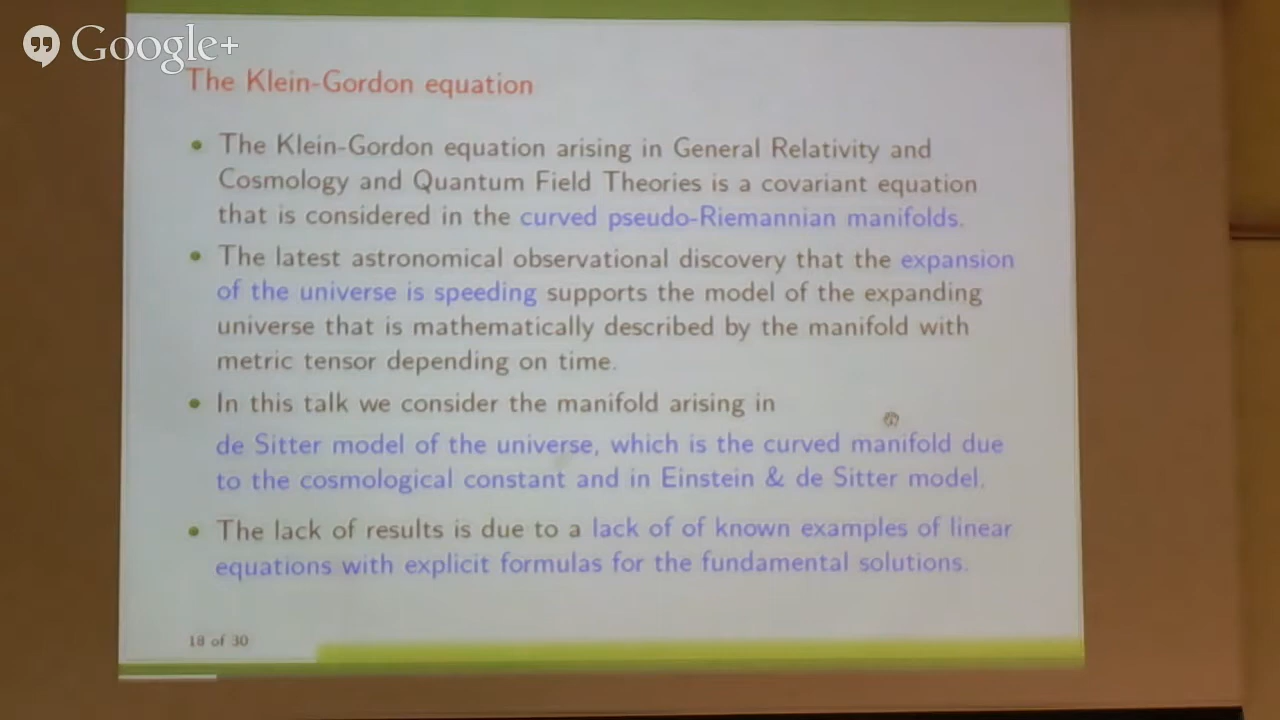 Google+
The Klein-Gordon equation
• The Klein-Gordon equation arising in General Relativity and
Cosmology and Quantum Field Theories is a covariant equation
that is considered in the curved pseudo-Riemannian manifolds.
• The latest astronomical observational discovery that the expansion
of the universe is speeding supports the model of the expanding
universe that is mathematically described by the manifold with
metric tensor depending on time.
• In this talk we consider the manifold arising in
de Sitter model of the universe, which is the curved manifold due
to the cosmological constant and in Einstein & de Sitter model.
• The lack of results is due to a lack of of known examples of linear
equations with explicit formulas for the fundamental solutions.
18 of 30